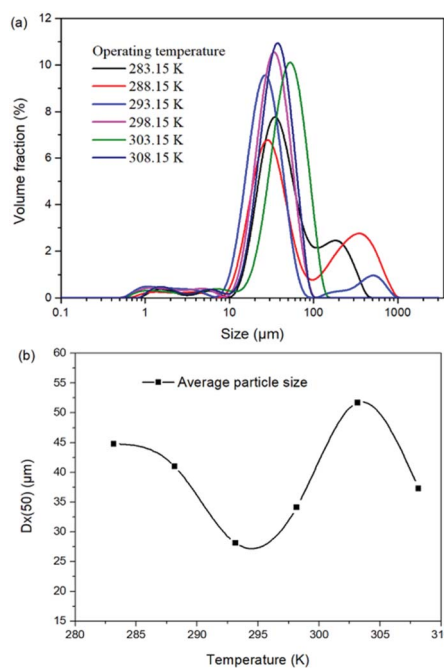 (a)
12
10
8
6
4
2
0
Volume fraction (%)
Operating temperature
283.15 K
288.15 K
293.15 K
298.15 K
303.15 K
308.15 K
0.1 1 10 100 1000
Size (μm)
(b)
60
55
50
45
40
35
30
25
20
15
Dx(50) (μm)
Average particle size
280 285 290 295 300 305 31
Temperature (K)